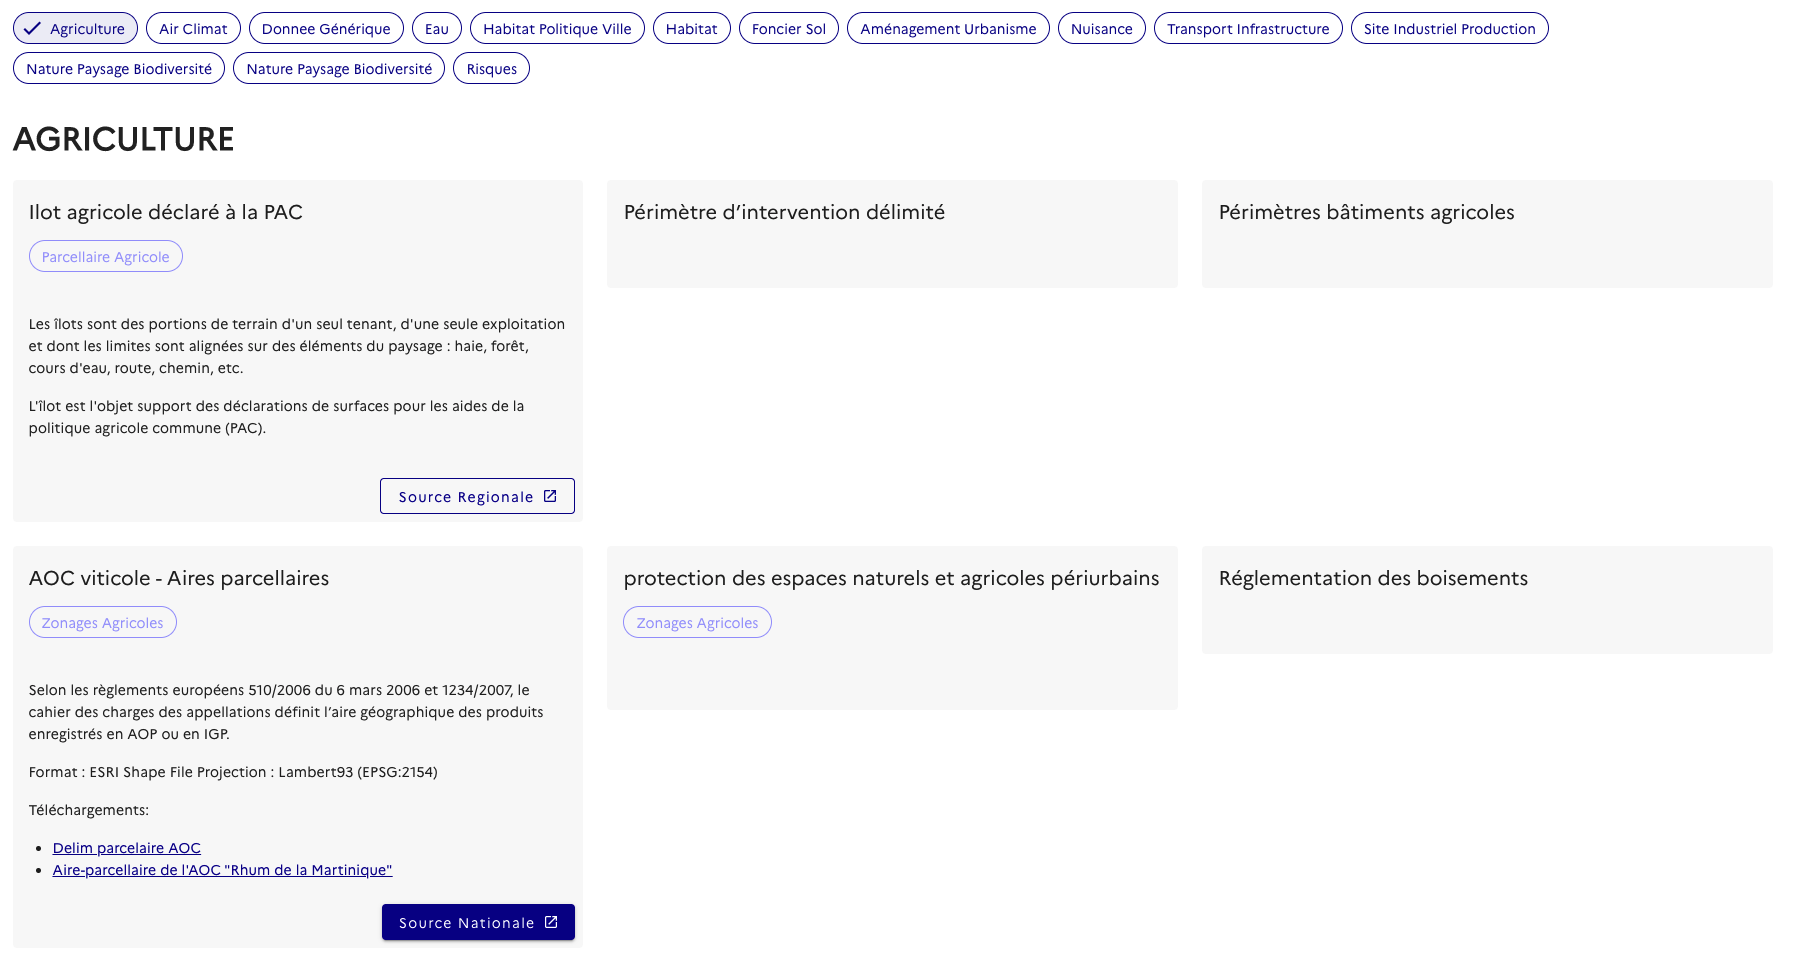 Agriculture
Air Climat
Donnee Générique
Eau
Habitat Politique Ville
Habitat
Foncier Sol
Aménagement Urbanisme
Nuisance
Transport Infrastructure
Site Industriel Production
Nature Paysage Biodiversité
Nature Paysage Biodiversité
Risques
AGRICULTURE
Ilot agricole déclaré à la PAC
Parcellaire Agricole
Les îlots sont des portions de terrain d'un seul tenant, d'une seule exploitation
et dont les limites sont alignées sur des éléments du paysage : haie, forêt,
cours d'eau, route, chemin, etc.
L'îlot est l'objet support des déclarations de surfaces pour les aides de la
politique agricole commune (PAC).
Source Regionale
Périmètre d’intervention délimité
Périmètres bâtiments agricoles
AOC viticole - Aires parcellaires
Zonages Agricoles
Selon les règlements européens 510/2006 du 6 mars 2006 et 1234/2007, le
cahier des charges des appellations définit l’aire géographique des produits
enregistrés en AOP ou en IGP.
Format : ESRI Shape File Projection : Lambert93 (EPSG:2154)
Téléchargements:
Delim parcelaire AOC
Aire-parcellaire de l'AOC "Rhum de la Martinique"
Source Nationale
protection des espaces naturels et agricoles périurbains
Zonages Agricoles
Réglementation des boisements